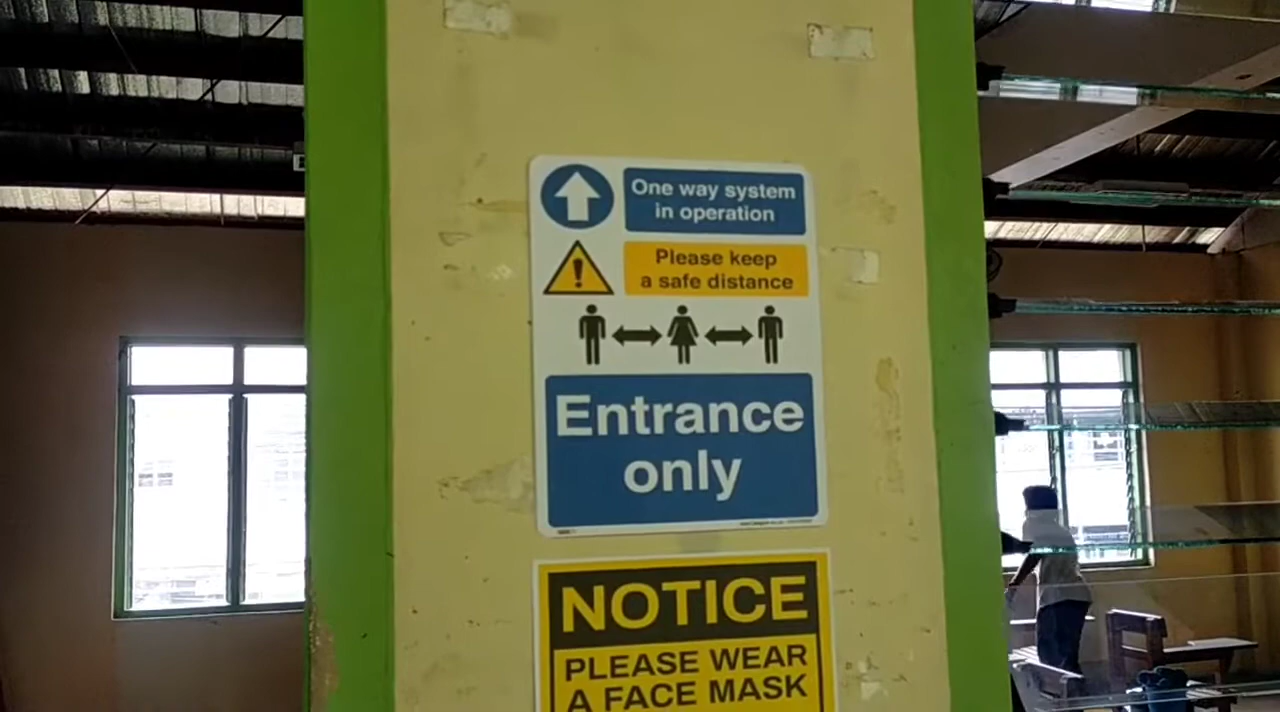 One way system
in operation
Please keep
a safe distance
Entrance
only
NOTICE
PLEASE WEAR
A FACE MASK